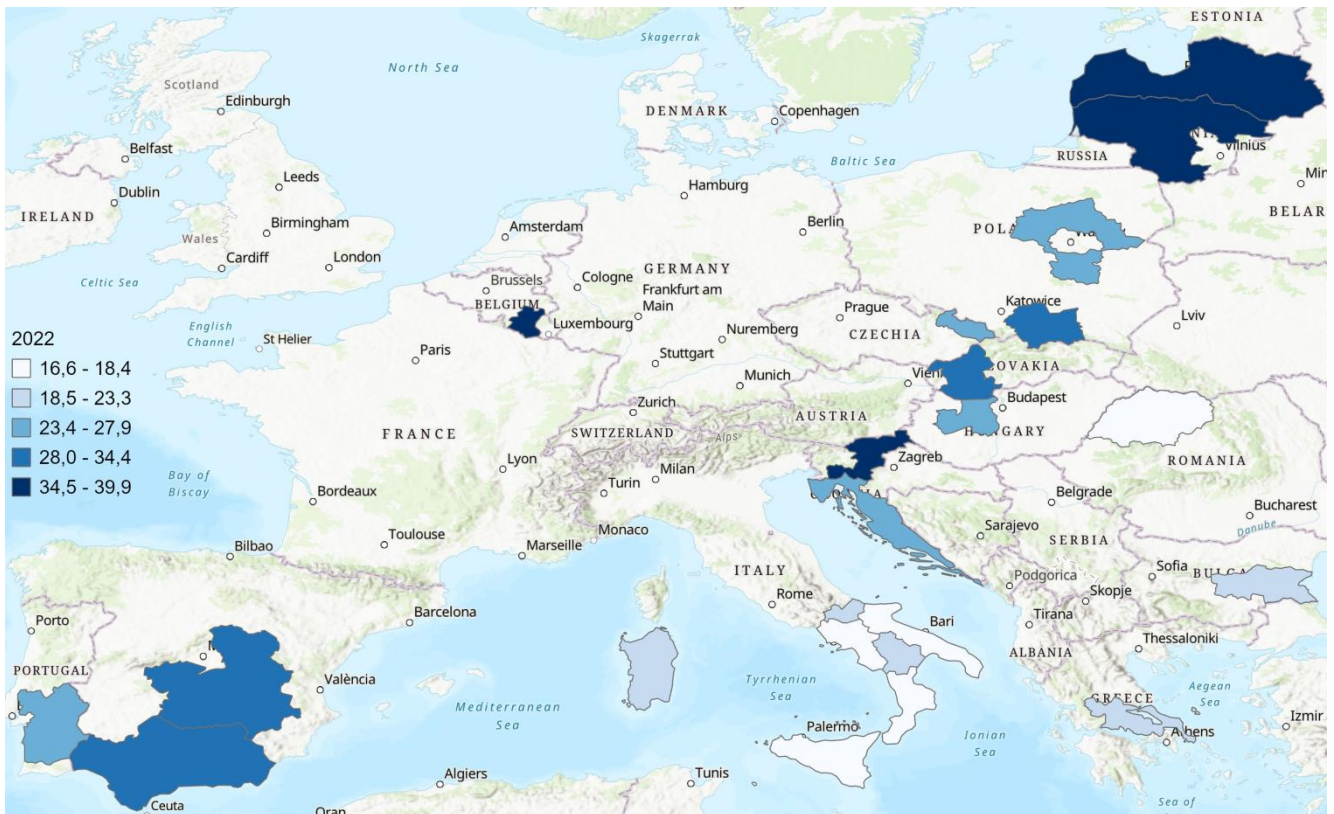 ESTONIA
Skagerrak
North Sea
Scotland
Edinburgh
DENMARK
Copenhagen
Belfast
Baltic Sea
RUSSIA
Vilnius
Leeds
Dublin
Hamburg
IRELAND
Birmingham
Wales
Amsterdam
Berlin
Cardiff
London
Celtic Sea
Brussels
Cologne
GERMANY
Frankfurt am
Main
BELGIUM
Katowice
Prague
Lviv
English
Channel
Luxembourg
CZECHIA
St Helier
Nuremberg
2022
Paris
Stuttgart
16,6 - 18,4
Munich
18,5 - 23,3
Zurich
Budapest
23,4 - 27,9
AUSTRIA
SWITZERLAND
Alps
FRANCE
28,0 - 34,4
Lyon
Milan
Zagreb
ROMANIA
34,5 - 39,9
Bay of
Biscay
Turin
Bordeaux
Belgrade
Bucharest
Danube
Toulouse
Monaco
Sarajevo
Bilbao
Marseille
SERBIA
ITALY
Podgorica
Sofia
Rome
Skopje
Barcelona
Porto
Bari
Tirana
Thessaloniki
PORTUGAL
ALBANIA
València
Tyrrhenian
Sea
Mediterranean
Sea
GREECE
Aegean
Sea
Palermo
Izmir
Ionian
Sea
Athens
Algiers
Tunis
Ceuta
Oran
Sea of